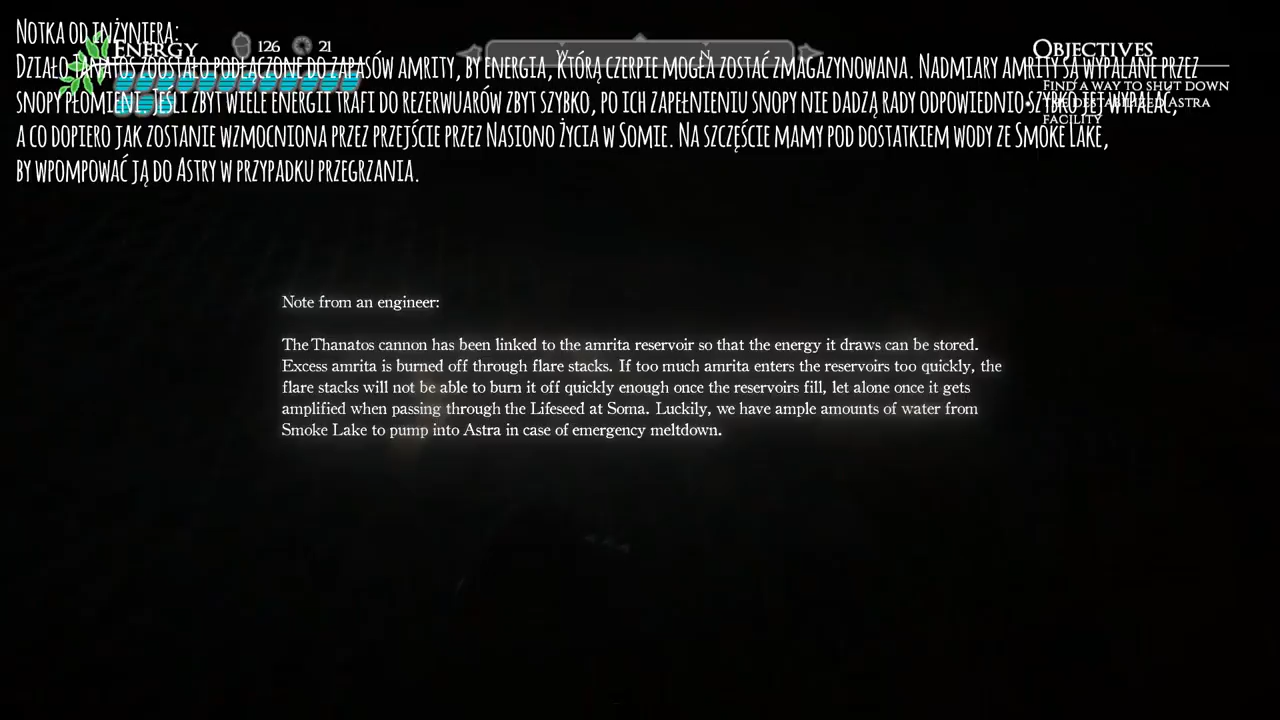 Notka od inżyniera:
Energy 126 21
W N
Objectives
Działo Tanatos zoostało podłączone do zapasów amrity, by energia, którą czerpie mogła zostać zmagazynowana. Nadmiary amrity są wypalane przez
Find a way to shut down
snopy płomieni. Jeśli zbyt wiele energii trafi do rezerwuarów zbyt szybko, po ich zapełnieniu snopy nie dadzą rady odpowiednio szybko jej wypalać,
Astra
facility
a co dopiero jak zostanie wzmocniona przez przejście przez Nasiono Życia w Somie. Na szczęście mamy pod dostatkiem wody ze Smoke Lake,
by wpompować ją do Astry w przypadku przegrzania.
Note from an engineer:
The Thanatos cannon has been linked to the amrita reservoir so that the energy it draws can be stored.
Excess amrita is burned off through flare stacks. If too much amrita enters the reservoirs too quickly, the
flare stacks will not be able to burn it off quickly enough once the reservoirs fill, let alone once it gets
amplified when passing through the Lifeseed at Soma. Luckily, we have ample amounts of water from
Smoke Lake to pump into Astra in case of emergency meltdown.